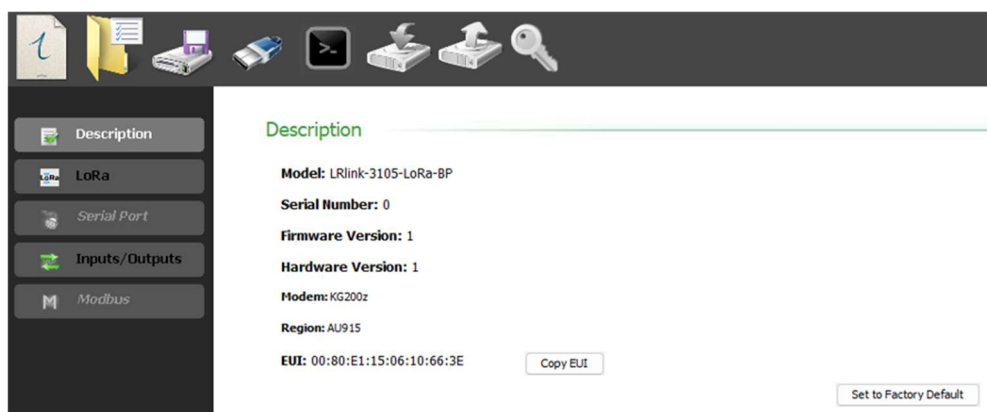 Description
LoRa
Serial Port
Inputs/Outputs
Modbus
Description
Model: LRlink-3105-LoRa-BP
Serial Number: 0
Firmware Version: 1
Hardware Version: 1
Modem: KG200z
Region: AU915
EUI: 00:80:E1:15:06:10:66:3E
Copy EUI
Set to Factory Default